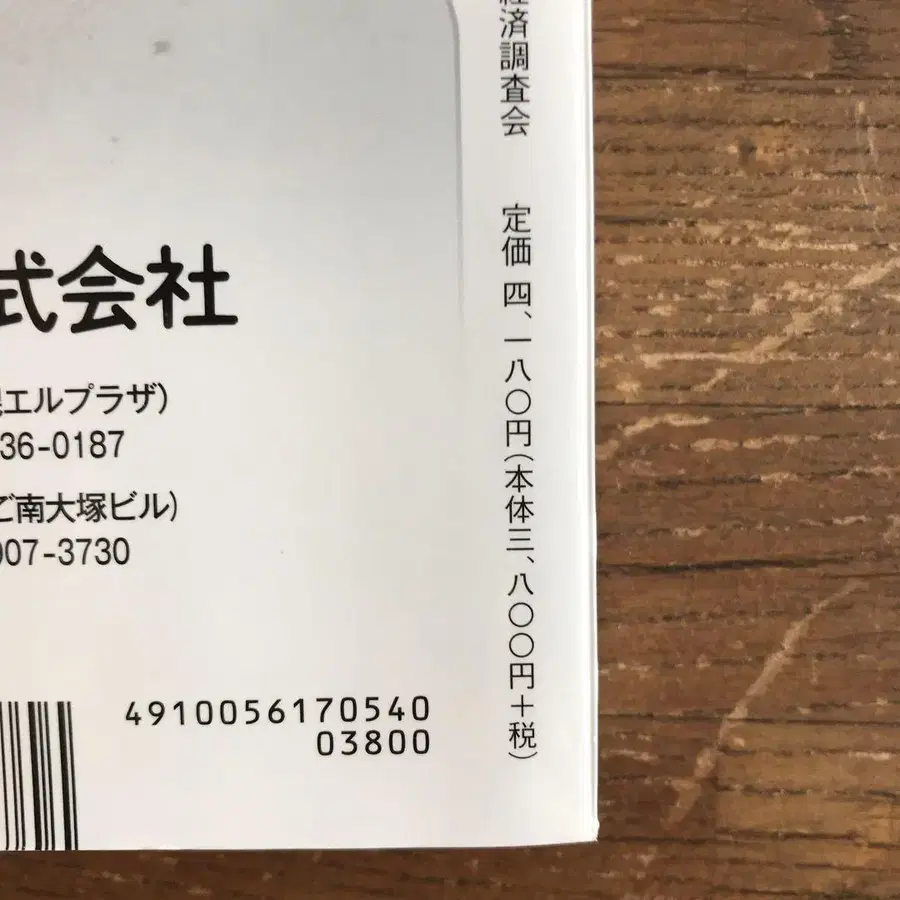 式会社
エルプラザ)
36-0187
ご南大塚ビル)
907-3730
4910056170540
03800
経済調査会　定価 四、一八〇円(本体三、八〇〇円+税)